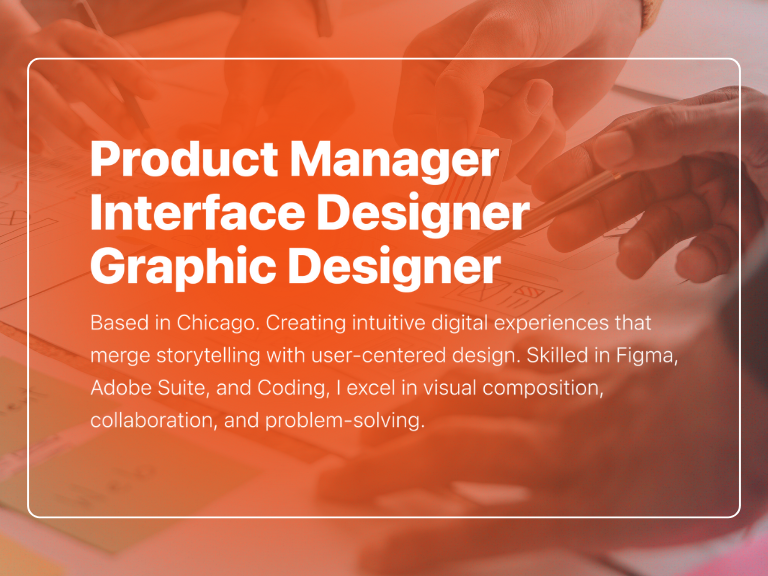 Product Manager
Interface Designer
Graphic Designer
Based in Chicago. Creating intuitive digital experiences that
merge storytelling with user-centered design. Skilled in Figma,
Adobe Suite, and Coding, I excel in visual composition,
collaboration, and problem-solving.